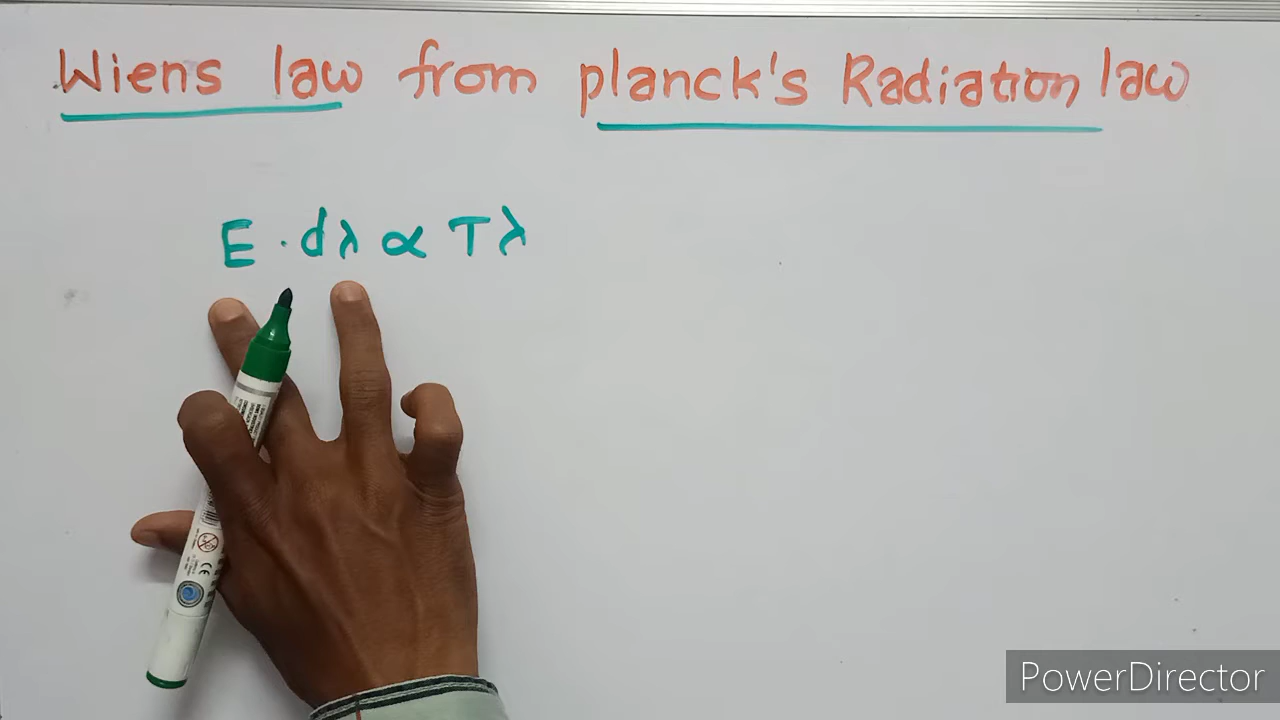 Wiens law from planck's Radiation law
E · dλ ∝ Tλ
PowerDirector